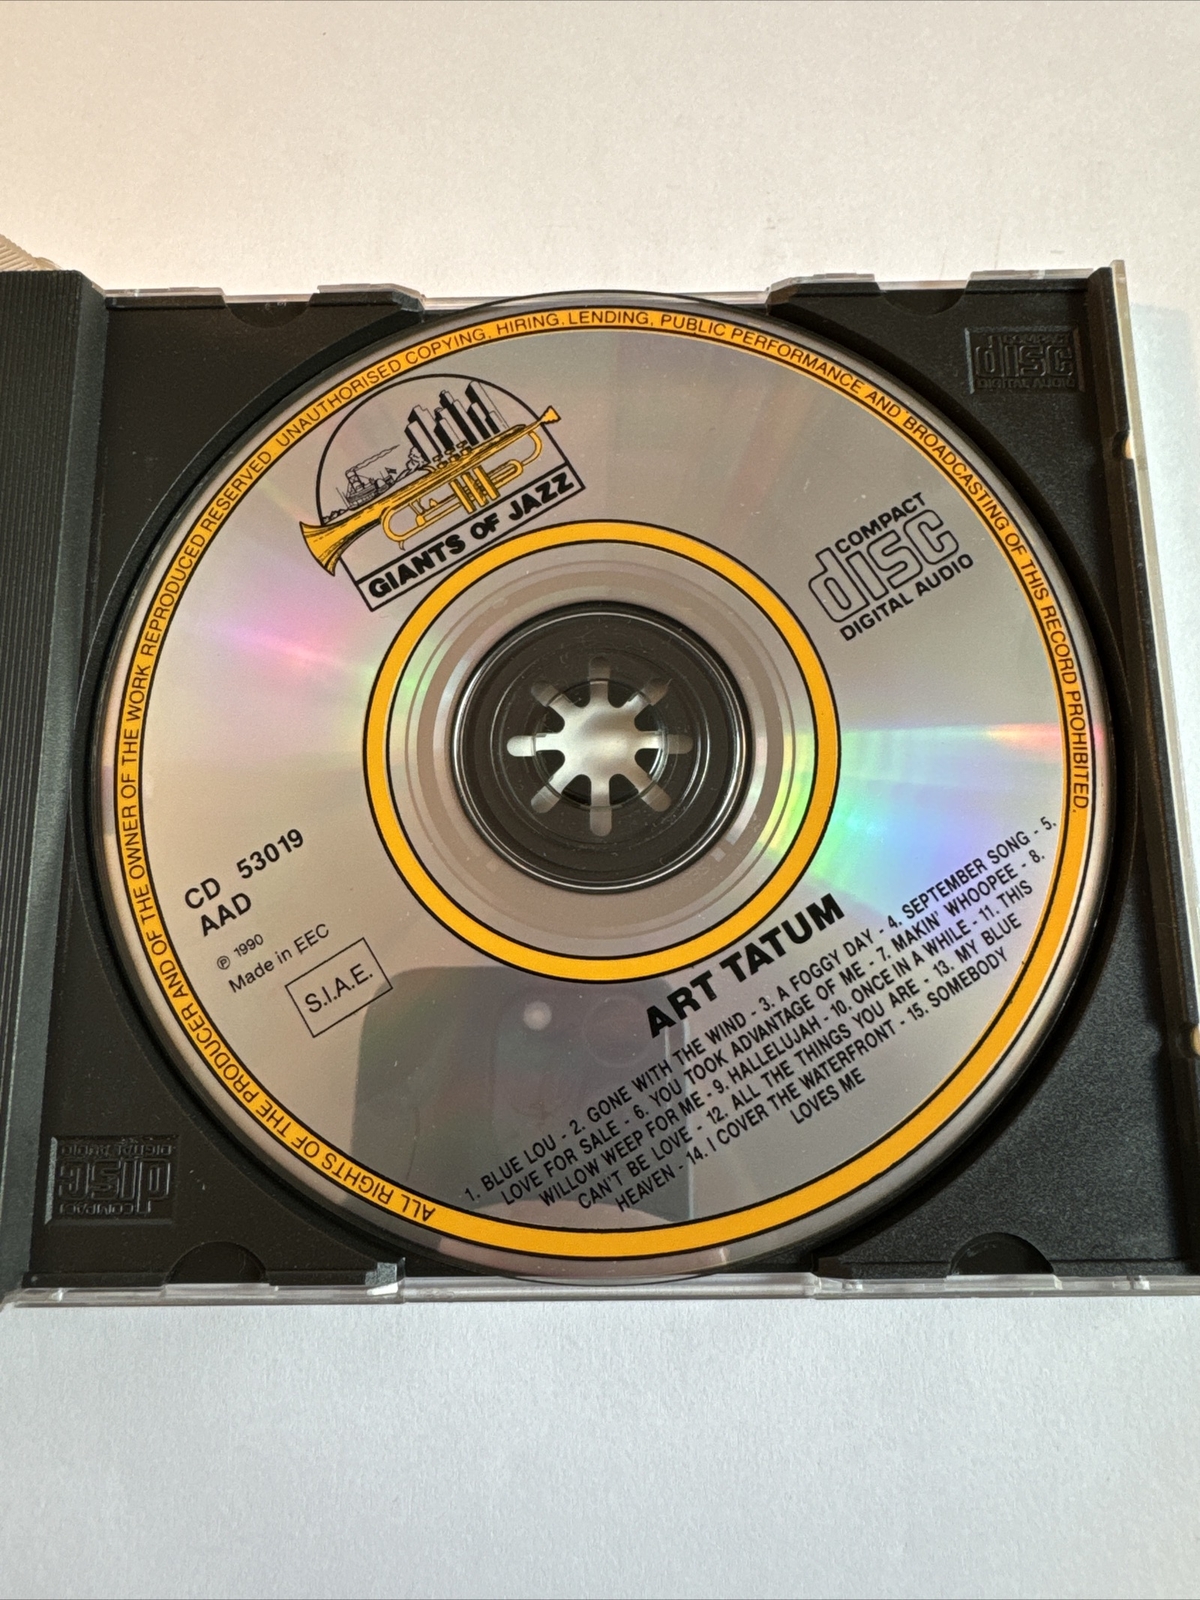 ALL RIGHTS OF THE PRODUCER AND OF THE OWNER OF THE WORK REPRODUCED RESERVED. UNAUTHORISED COPYING, HIRING. LENDING, PUBLIC PERFORMANCE AND BROADCASTING OF THIS RECORD PROHIBITED.
GIANTS OF JAZZ
COMPACT
disc
DIGITAL AUDIO
COMPACT
disc
DIGITAL AUDIO
CD 53019
AAD
℗ 1990
Made in EEC
S.I.A.E.
ART TATUM
1. BLUE LOU - 2. GONE WITH THE WIND - 3. A FOGGY DAY - 4. SEPTEMBER SONG - 5.
LOVE FOR SALE - 6. YOU TOOK ADVANTAGE OF ME - 7. MAKIN' WHOOPEE - 8.
WILLOW WEEP FOR ME - 9. HALLELUJAH - 10. ONCE IN A WHILE - 11. THIS
CAN'T BE LOVE - 12. ALL THE THINGS YOU ARE - 13. MY BLUE
HEAVEN - 14. I COVER THE WATERFRONT - 15. SOMEBODY
LOVES ME
COMPACT
disc
DIGITAL AUDIO